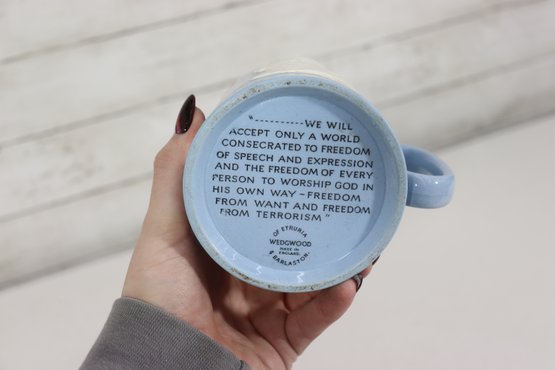 "-----------WE WILL
ACCEPT ONLY A WORLD
CONSECRATED TO FREEDOM
OF SPEECH AND EXPRESSION
AND THE FREEDOM OF EVERY
PERSON TO WORSHIP GOD IN
HIS OWN WAY – FREEDOM
FROM WANT AND FREEDOM
FROM TERRORISM"
OF ETRURIA
WEDGWOOD
MADE IN
ENGLAND
& BARLASTON.